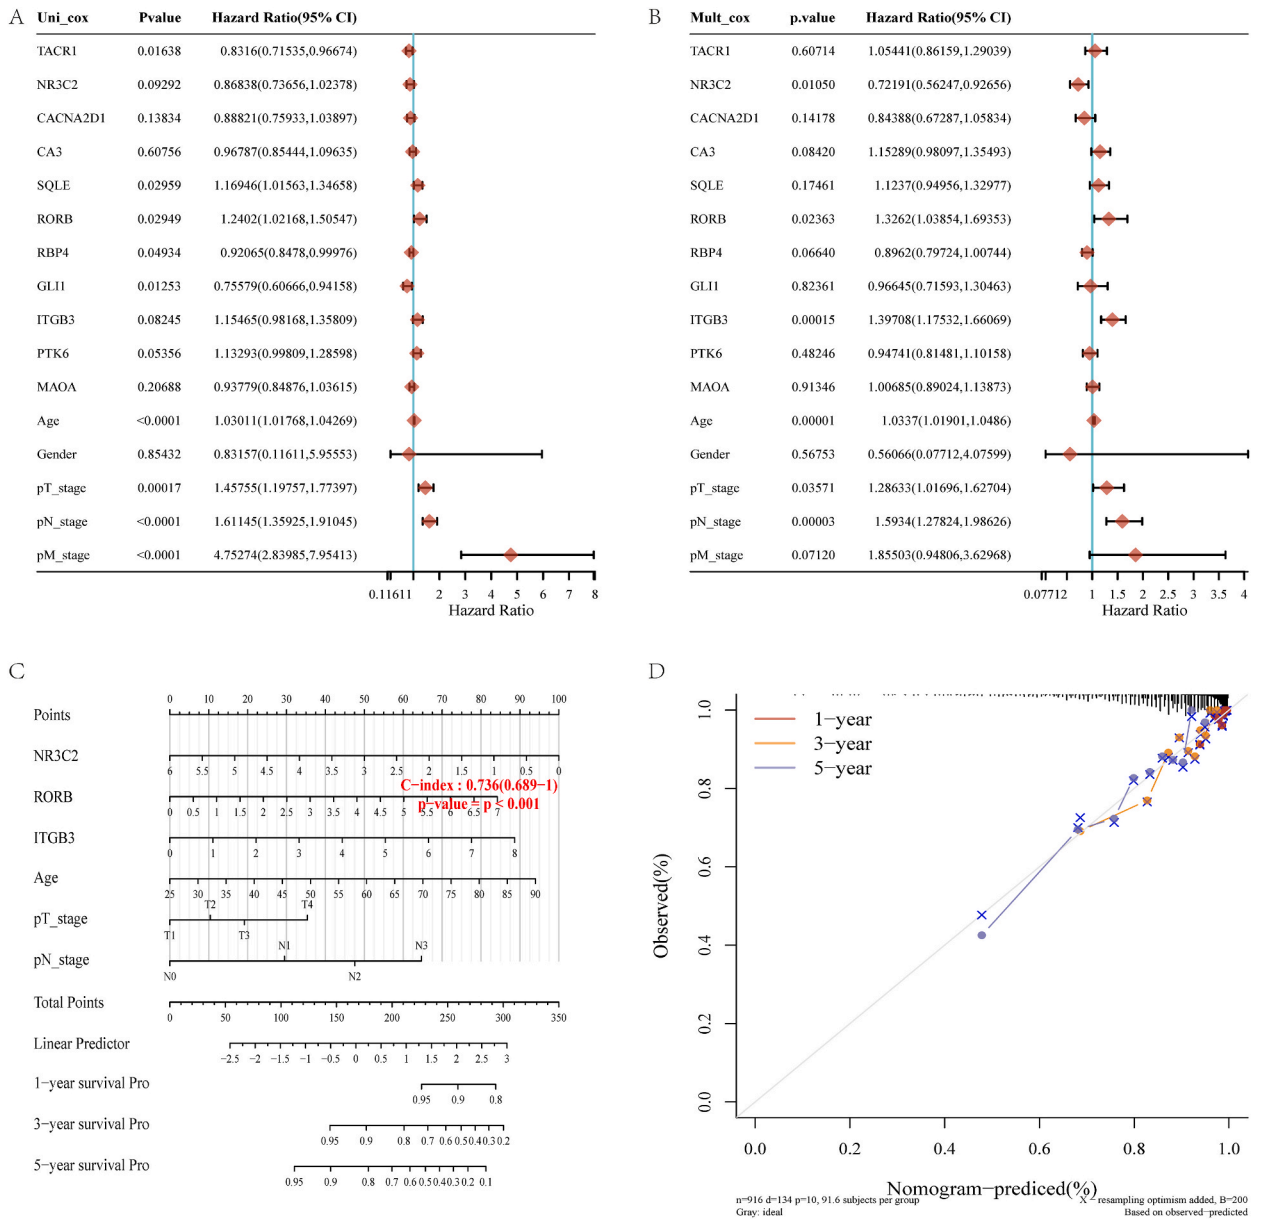 A
Uni_cox Pvalue Hazard Ratio(95% CI)
TACR1 0.01638 0.8316(0.71535,0.96674)
NR3C2 0.09292 0.86838(0.73656,1.02378)
CACNA2D1 0.13834 0.88821(0.75933,1.03897)
CA3 0.60756 0.96787(0.85444,1.09635)
SQLE 0.02959 1.16946(1.01563,1.34658)
RORB 0.02949 1.2402(1.02168,1.50547)
RBP4 0.04934 0.92065(0.8478,0.99976)
GLI1 0.01253 0.75579(0.60666,0.94158)
ITGB3 0.08245 1.15465(0.98168,1.35809)
PTK6 0.05356 1.13293(0.99809,1.28598)
MAOA 0.20688 0.93779(0.84876,1.03615)
Age <0.0001 1.03011(1.01768,1.04269)
Gender 0.85432 0.83157(0.11611,5.95553)
pT_stage 0.00017 1.45755(1.19757,1.77397)
pN_stage <0.0001 1.61145(1.35925,1.91045)
pM_stage <0.0001 4.75274(2.83985,7.95413)
0.11611 2 3 4 5 6 7 8
Hazard Ratio
B
Mult_cox p.value Hazard Ratio(95% CI)
TACR1 0.60714 1.05441(0.86159,1.29039)
NR3C2 0.01050 0.72191(0.56247,0.92656)
CACNA2D1 0.14178 0.84388(0.67287,1.05834)
CA3 0.08420 1.15289(0.98097,1.35493)
SQLE 0.17461 1.1237(0.94956,1.32977)
RORB 0.02363 1.3262(1.03854,1.69353)
RBP4 0.06640 0.8962(0.79724,1.00744)
GLI1 0.82361 0.96645(0.71593,1.30463)
ITGB3 0.00015 1.39708(1.17532,1.66069)
PTK6 0.48246 0.94741(0.81481,1.10158)
MAOA 0.91346 1.00685(0.89024,1.13873)
Age 0.00001 1.0337(1.01901,1.0486)
Gender 0.56753 0.56066(0.07712,4.07599)
pT_stage 0.03571 1.28633(1.01696,1.62704)
pN_stage 0.00003 1.5934(1.27824,1.98626)
pM_stage 0.07120 1.85503(0.94806,3.62968)
0.07712 1 1.5 2 2.5 3 3.5 4
Hazard Ratio
C
0 10 20 30 40 50 60 70 80 90 100
Points
NR3C2
6 5.5 5 4.5 4 3.5 3 2.5 2 1.5 1 0.5 0
C−index : 0.736(0.689−1)
RORB
p−value = p < 0.001
0 0.5 1 1.5 2 2.5 3 3.5 4 4.5 5 5.5 6 6.5 7
ITGB3
0 1 2 3 4 5 6 7 8
Age
25 30 35 40 45 50 55 60 65 70 75 80 85 90
T2 T4
pT_stage
T1 T3
N1 N3
pN_stage
N0 N2
Total Points
0 50 100 150 200 250 300 350
Linear Predictor
−2.5 −2 −1.5 −1 −0.5 0 0.5 1 1.5 2 2.5 3
1−year survival Pro
0.95 0.9 0.8
3−year survival Pro
0.95 0.9 0.8 0.7 0.6 0.5 0.4 0.3 0.2
5−year survival Pro
0.95 0.9 0.8 0.7 0.6 0.5 0.4 0.3 0.2 0.1
D
1−year
3−year
5−year
1.0
0.8
0.6
0.4
0.2
0.0
Observed(%)
0.0 0.2 0.4 0.6 0.8 1.0
Nomogram−prediced(%)
n=916 d=134 p=10, 91.6 subjects per group
Gray: ideal
X − resampling optimism added, B=200
Based on observed−predicted